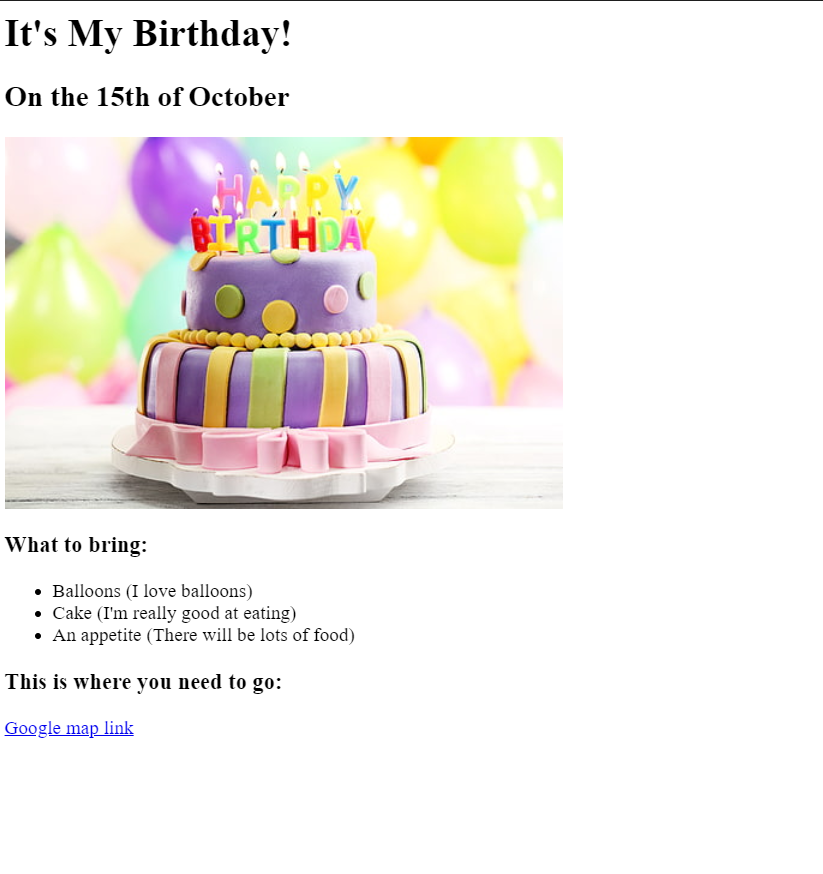 It's My Birthday!
On the 15th of October
HAPPY
BIRTHDAY
What to bring:
Balloons (I love balloons)
Cake (I'm really good at eating)
An appetite (There will be lots of food)
This is where you need to go:
Google map link